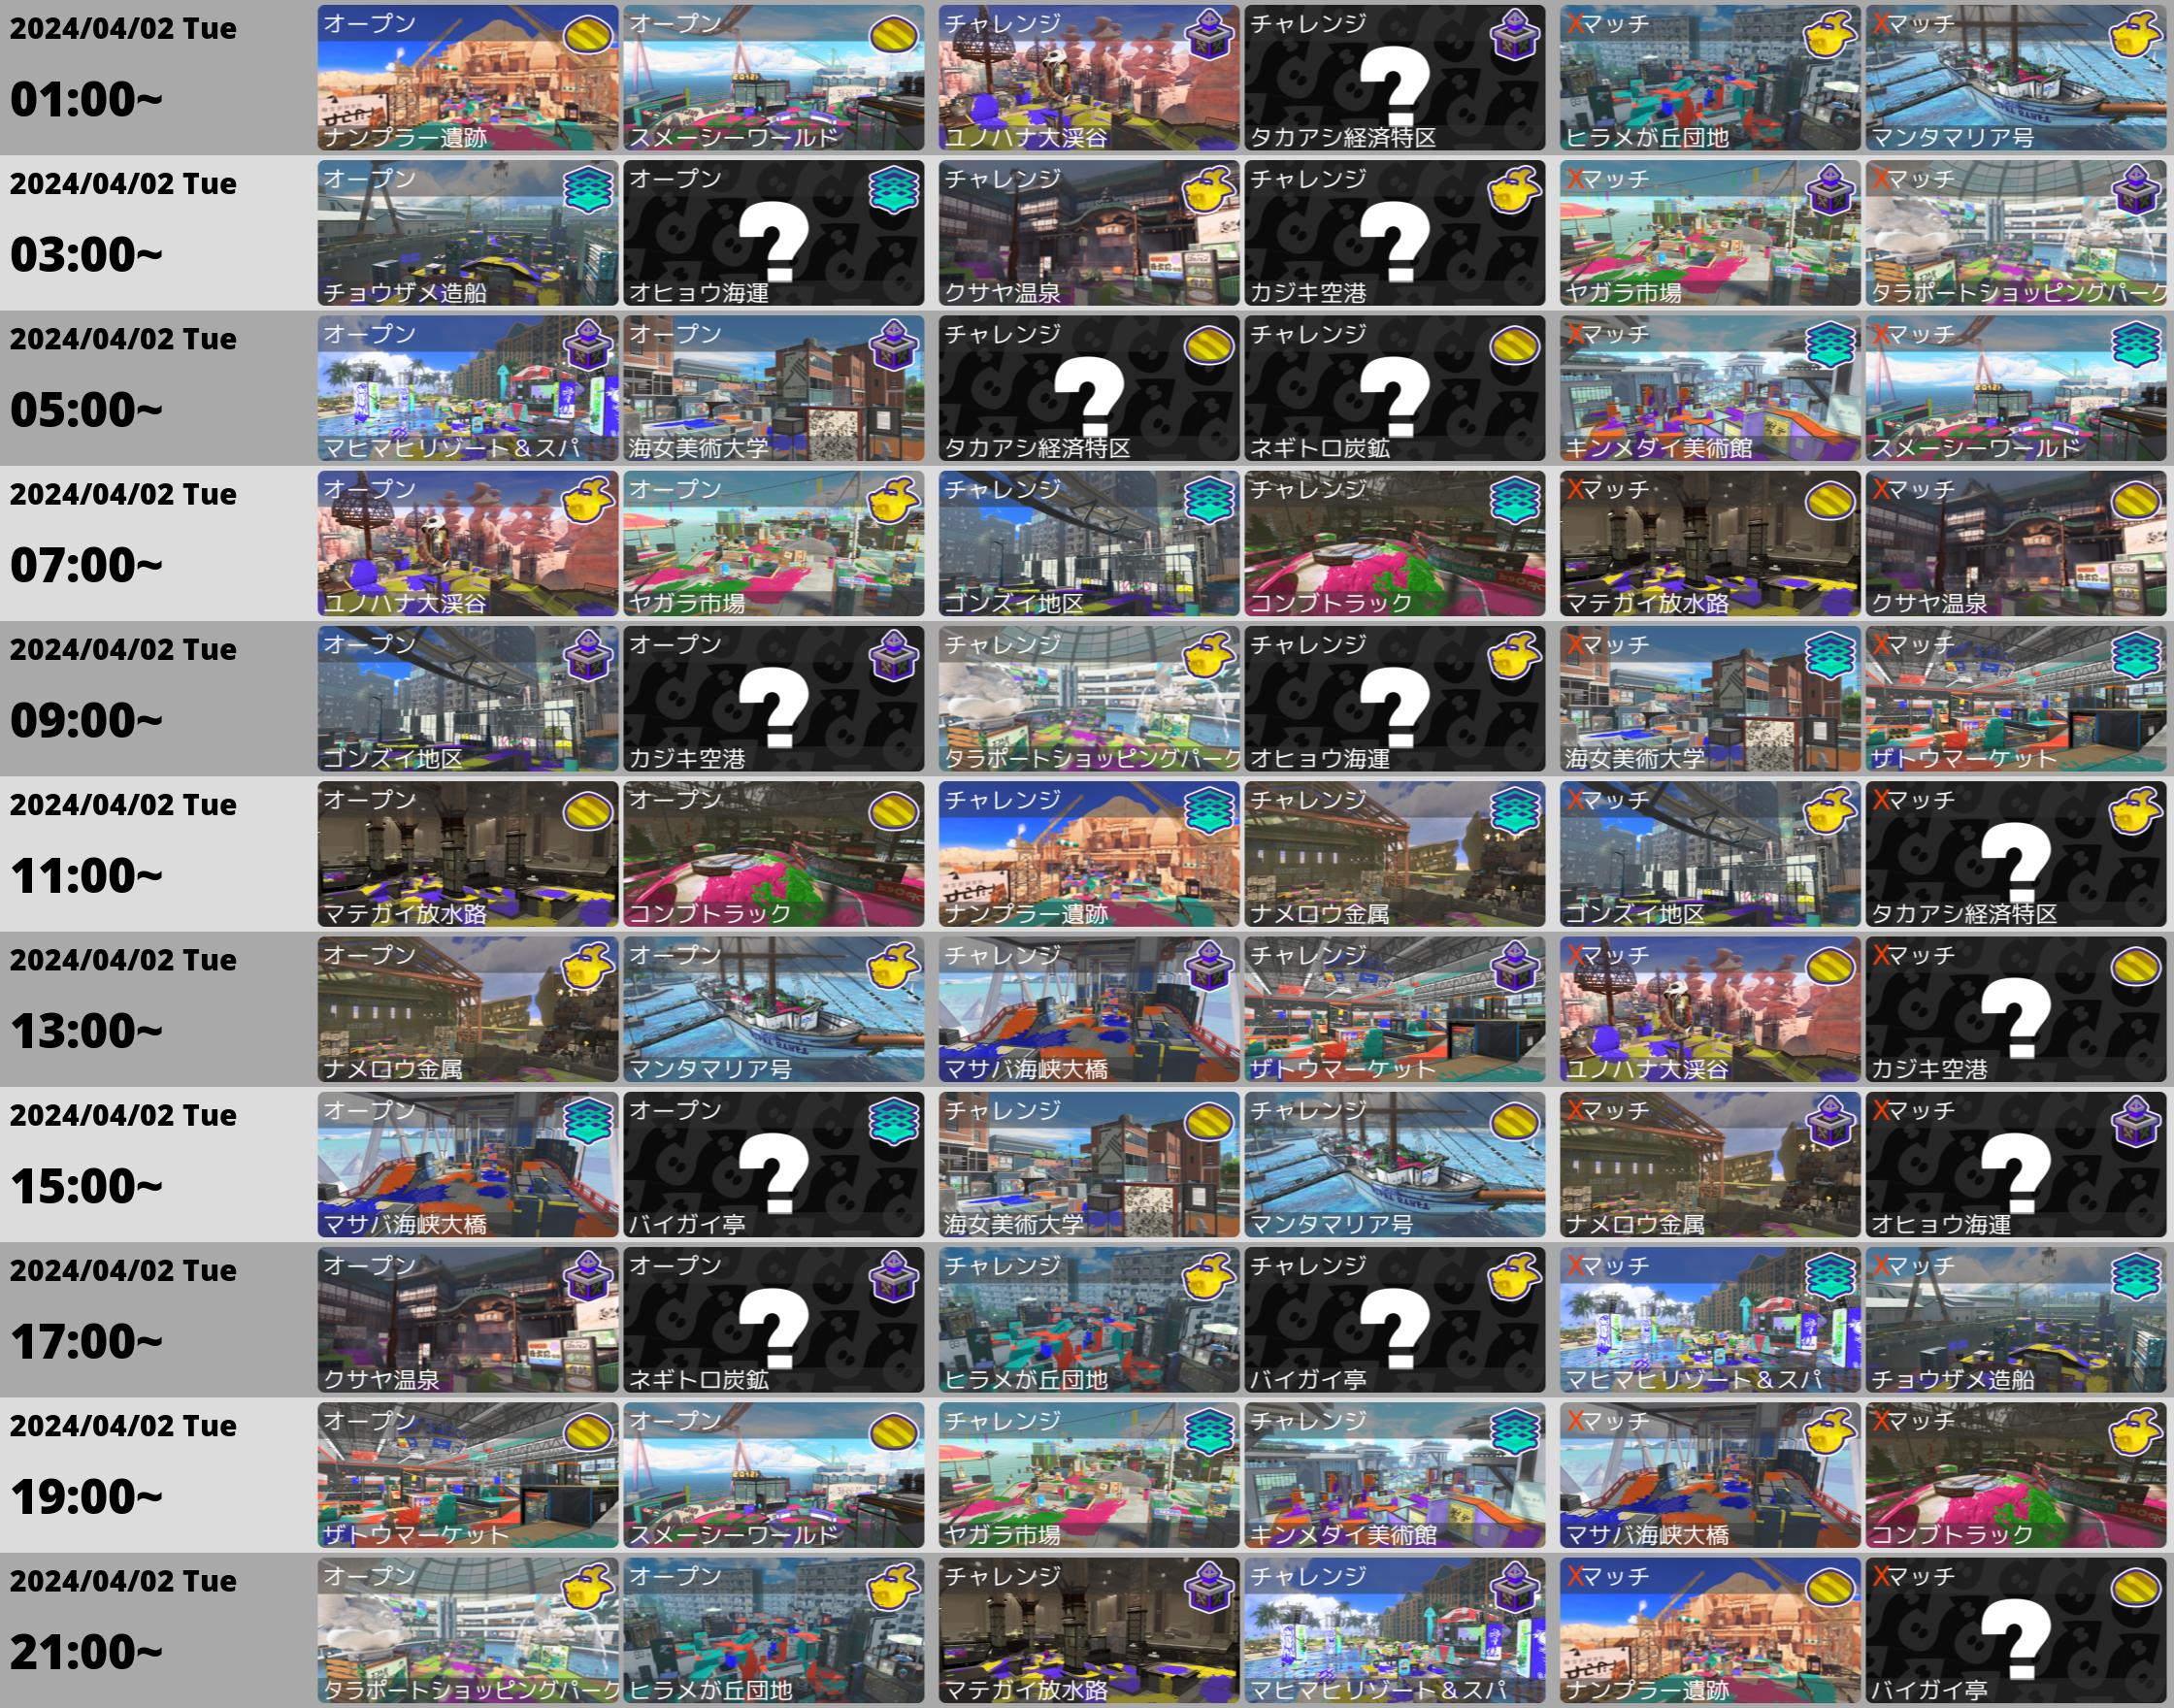 2024/04/02 Tue
01:00~
オープン
ナンプラー遺跡
オープン
スメーシーワールド
チャレンジ
ユノハナ大渓谷
チャレンジ
タカアシ経済特区
Xマッチ
ヒラメが丘団地
Xマッチ
マンタマリア号
2024/04/02 Tue
03:00~
オープン
チョウザメ造船
オープン
オヒョウ海運
チャレンジ
クサヤ温泉
チャレンジ
カジキ空港
Xマッチ
ヤガラ市場
Xマッチ
タラポートショッピングパーク
2024/04/02 Tue
05:00~
オープン
マヒマヒリゾート&スパ
オープン
海女美術大学
チャレンジ
タカアシ経済特区
チャレンジ
ネギトロ炭鉱
Xマッチ
キンメダイ美術館
Xマッチ
スメーシーワールド
2024/04/02 Tue
07:00~
オープン
ユノハナ大渓谷
オープン
ヤガラ市場
チャレンジ
ゴンズイ地区
チャレンジ
コンブトラック
Xマッチ
マテガイ放水路
Xマッチ
クサヤ温泉
2024/04/02 Tue
09:00~
オープン
ゴンズイ地区
オープン
カジキ空港
チャレンジ
タラポートショッピングパーク
チャレンジ
オヒョウ海運
Xマッチ
海女美術大学
Xマッチ
ザトウマーケット
2024/04/02 Tue
11:00~
オープン
マテガイ放水路
オープン
コンブトラック
チャレンジ
ナンプラー遺跡
チャレンジ
ナメロウ金属
Xマッチ
ゴンズイ地区
Xマッチ
タカアシ経済特区
2024/04/02 Tue
13:00~
オープン
ナメロウ金属
オープン
マンタマリア号
チャレンジ
マサバ海峡大橋
チャレンジ
ザトウマーケット
Xマッチ
ユノハナ大渓谷
Xマッチ
カジキ空港
2024/04/02 Tue
15:00~
オープン
マサバ海峡大橋
オープン
バイガイ亭
チャレンジ
海女美術大学
チャレンジ
マンタマリア号
Xマッチ
ナメロウ金属
Xマッチ
オヒョウ海運
2024/04/02 Tue
17:00~
オープン
クサヤ温泉
オープン
ネギトロ炭鉱
チャレンジ
ヒラメが丘団地
チャレンジ
バイガイ亭
Xマッチ
マヒマヒリゾート&スパ
Xマッチ
チョウザメ造船
2024/04/02 Tue
19:00~
オープン
ザトウマーケット
オープン
スメーシーワールド
チャレンジ
ヤガラ市場
チャレンジ
キンメダイ美術館
Xマッチ
マサバ海峡大橋
Xマッチ
コンブトラック
2024/04/02 Tue
21:00~
オープン
タラポートショッピングパーク
オープン
ヒラメが丘団地
チャレンジ
マテガイ放水路
チャレンジ
マヒマヒリゾート&スパ
Xマッチ
ナンプラー遺跡
Xマッチ
バイガイ亭